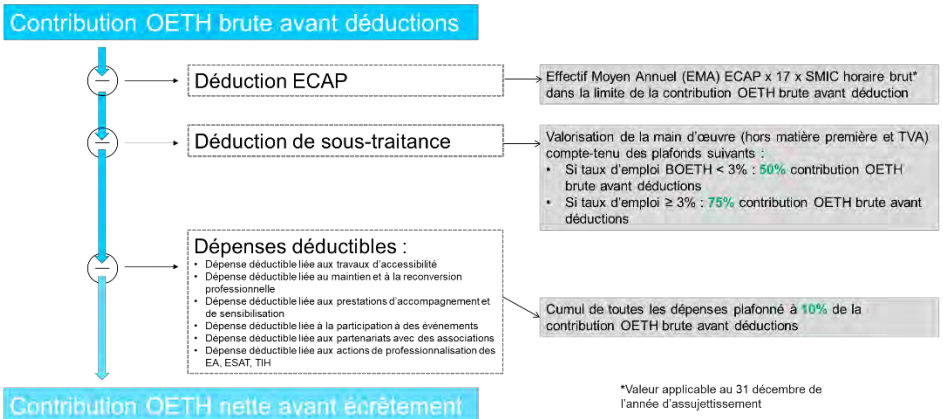 Contribution OETH brute avant déductions
Déduction ECAP
Effectif Moyen Annuel (EMA) ECAP x 17 x SMIC horaire brut*
dans la limite de la contribution OETH brute avant déduction
Déduction de sous-traitance
Valorisation de la main d'œuvre (hors matière première et TVA)
compte-tenu des plafonds suivants :
• Si taux d'emploi BOETH < 3% : 50% contribution OETH
brute avant déductions
• Si taux d'emploi ≥ 3% : 75% contribution OETH brute avant
déductions
Dépenses déductibles :
• Dépense déductible liée aux travaux d'accessibilité
• Dépense déductible liée au maintien et à la reconversion
professionnelle
• Dépense déductible liée aux prestations d'accompagnement et
de sensibilisation
• Dépense déductible liée à la participation à des événements
• Dépense déductible liée aux partenariats avec des associations
• Dépense déductible liée aux actions de professionnalisation des
EA, ESAT, TIH
Cumul de toutes les dépenses plafonné à 10% de la
contribution OETH brute avant déductions
Contribution OETH nette avant écrêtement
*Valeur applicable au 31 décembre de
l'année d'assujettissement